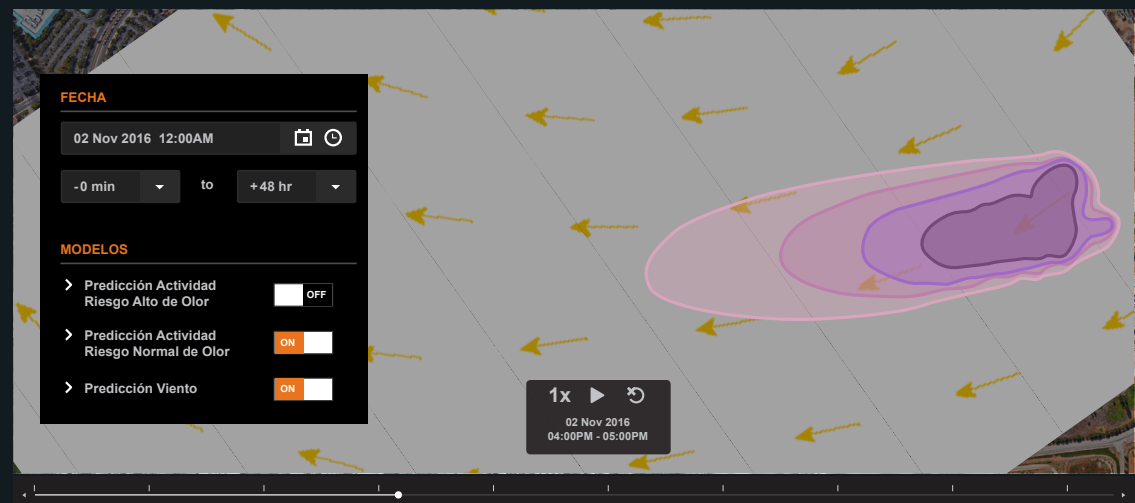 FECHA
02 Nov 2016 12:00AM
-0 min to +48 hr
MODELOS
Predicción Actividad
Riesgo Alto de Olor
OFF
Predicción Actividad
Riesgo Normal de Olor
ON
Predicción Viento
ON
1x
02 Nov 2016
04:00PM - 05:00PM